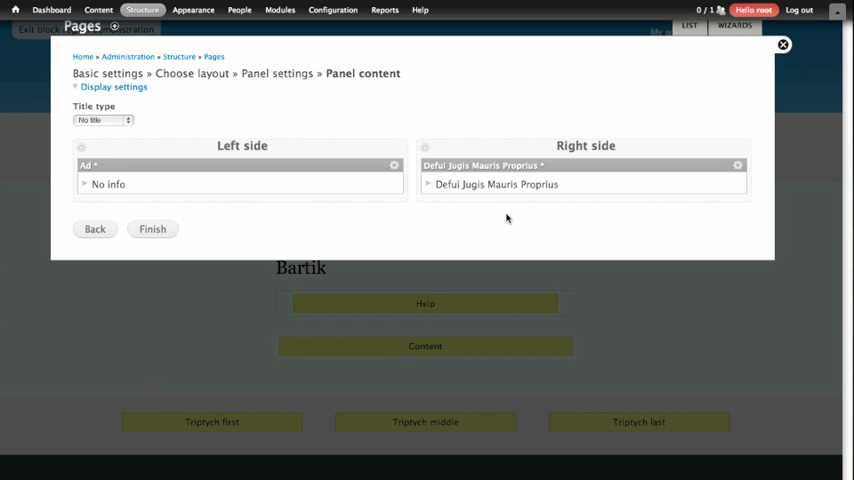 Dashboard Content Structure Appearance People Modules Configuration Reports Help 0 / 1 Hello root Log out
Pages
Exit block administration
LIST WIZARDS
Home » Administration » Structure » Pages
Basic settings » Choose layout » Panel settings » Panel content
Display settings
Title type
No title
Left side Right side
Ad * Defui Jugis Mauris Proprius *
No info Defui Jugis Mauris Proprius
Back Finish
Bartik
Help
Content
Triptych first Triptych middle Triptych last